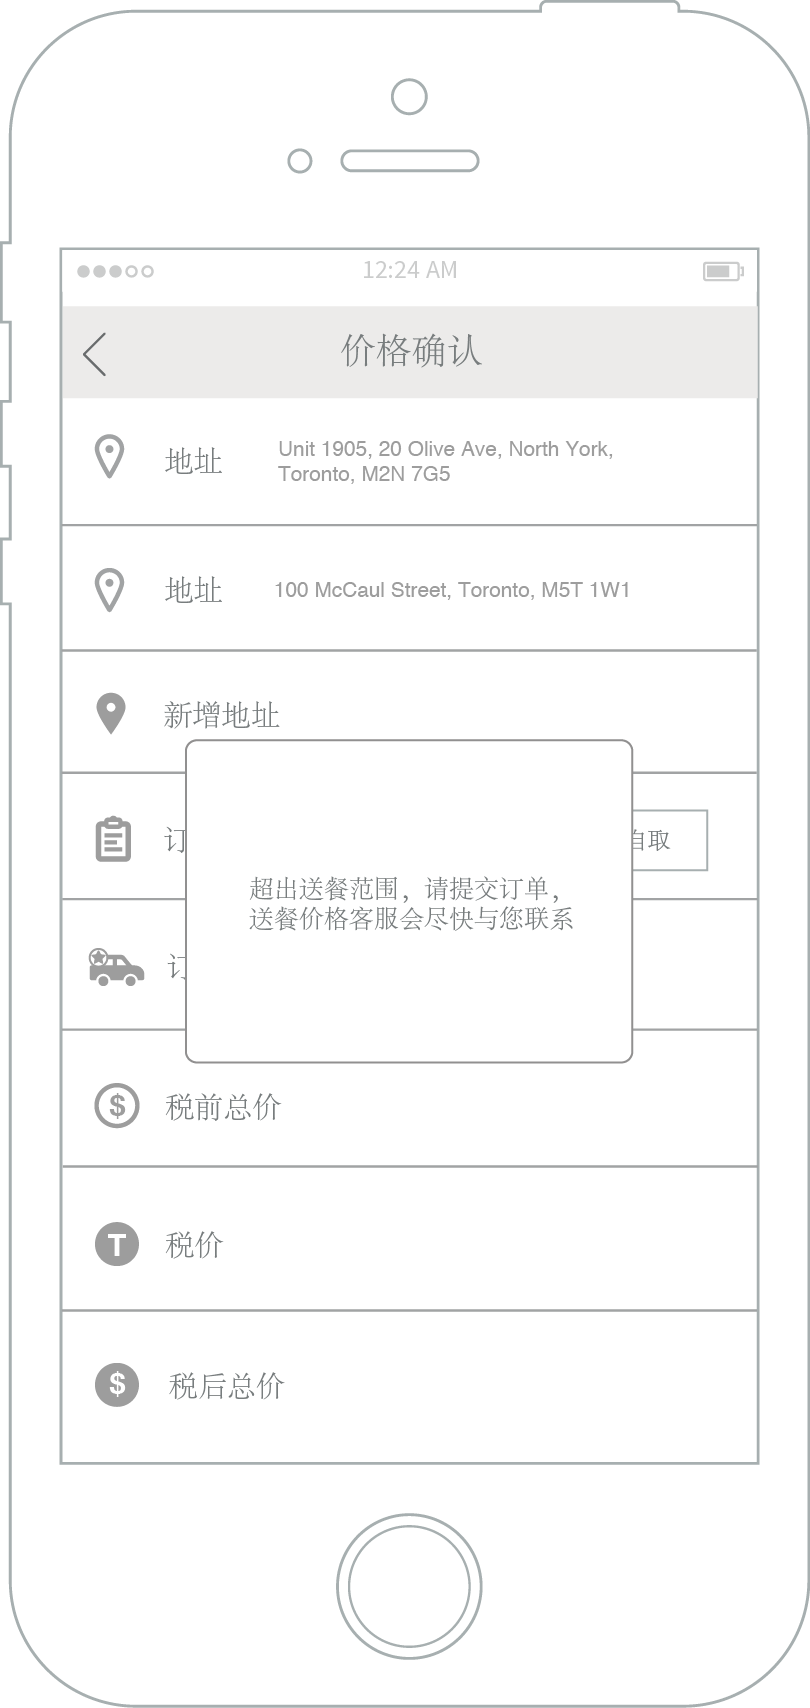 12:24 AM
价格确认
地址
Unit 1905, 20 Olive Ave, North York,
Toronto, M2N 7G5
地址
100 McCaul Street, Toronto, M5T 1W1
新增地址
订
自取
超出送餐范围，请提交订单，
送餐价格客服会尽快与您联系
订
$
税前总价
T
税价
$
税后总价